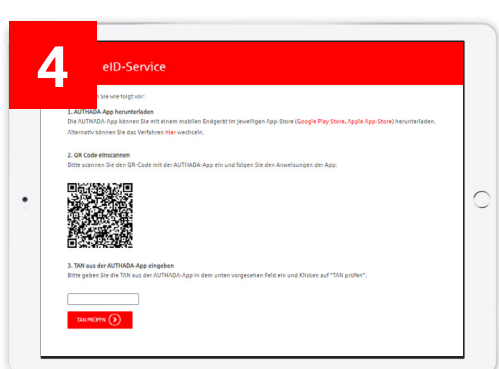 4
eID-Service
Sie wie folgt vor:
1. AUTHADA-App herunterladen
Die AUTHADA-App können Sie mit einem mobilen Endgerät im jeweiligen App-Store (Google Play Store, Apple App-Store) herunterladen.
Alternativ können Sie das Verfahren hier wechseln.
2. QR Code einscannen
Bitte scannen Sie den QR-Code mit der AUTHADA-App ein und folgen Sie den Anweisungen der App.
3. TAN aus der AUTHADA-App eingeben
Bitte geben Sie die TAN aus der AUTHADA-App in dem unten vorgesehen Feld ein und Klicken auf "TAN prüfen".
TAN PRÜFEN